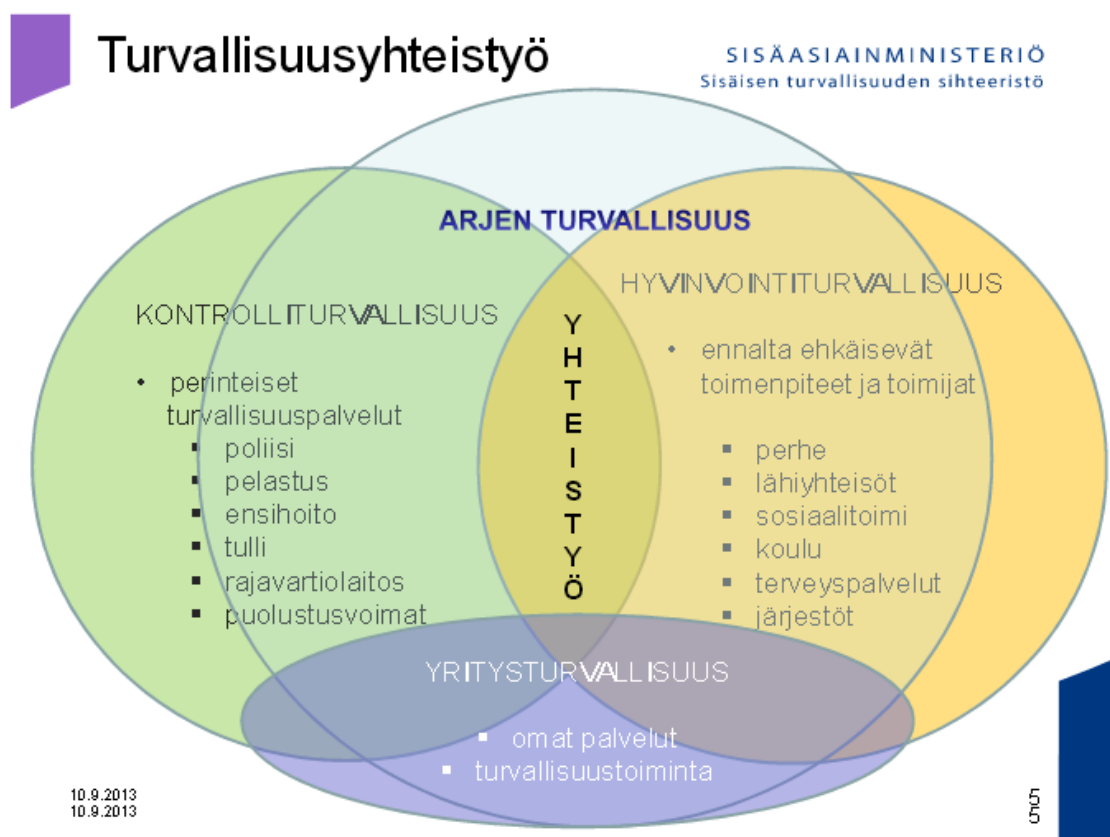 Turvallisuusyhteistyö
SISÄASIAINMINISTERIÖ
Sisäisen turvallisuuden sihteeristö
ARJEN TURVALLISUUS
KONTROLLITURVALLISUUS
• perinteiset
turvallisuuspalvelut
▪ poliisi
▪ pelastus
▪ ensihoito
▪ tulli
▪ rajavartiolaitos
▪ puolustusvoimat
Y
H
T
E
I
S
T
Y
Ö
HYVINVOINTITURVALLISUUS
• ennalta ehkäisevät
toimenpiteet ja toimijat
▪ perhe
▪ lähiyhteisöt
▪ sosiaalitoimi
▪ koulu
▪ terveyspalvelut
▪ järjestöt
YRITYSTURVALLISUUS
▪ omat palvelut
▪ turvallisuustoiminta
10.9.2013
10.9.2013
5
5